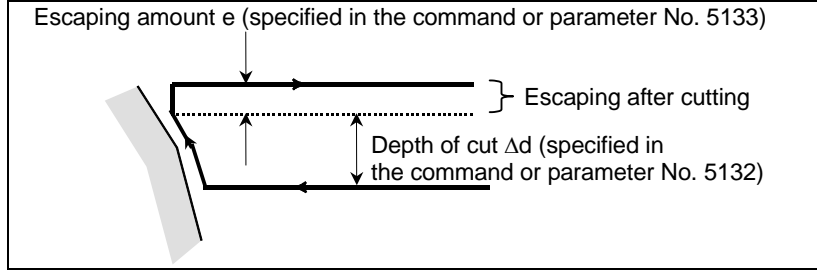 Escaping amount e (specified in the command or parameter No. 5133)
Escaping after cutting
Depth of cut Δd (specified in
the command or parameter No. 5132)